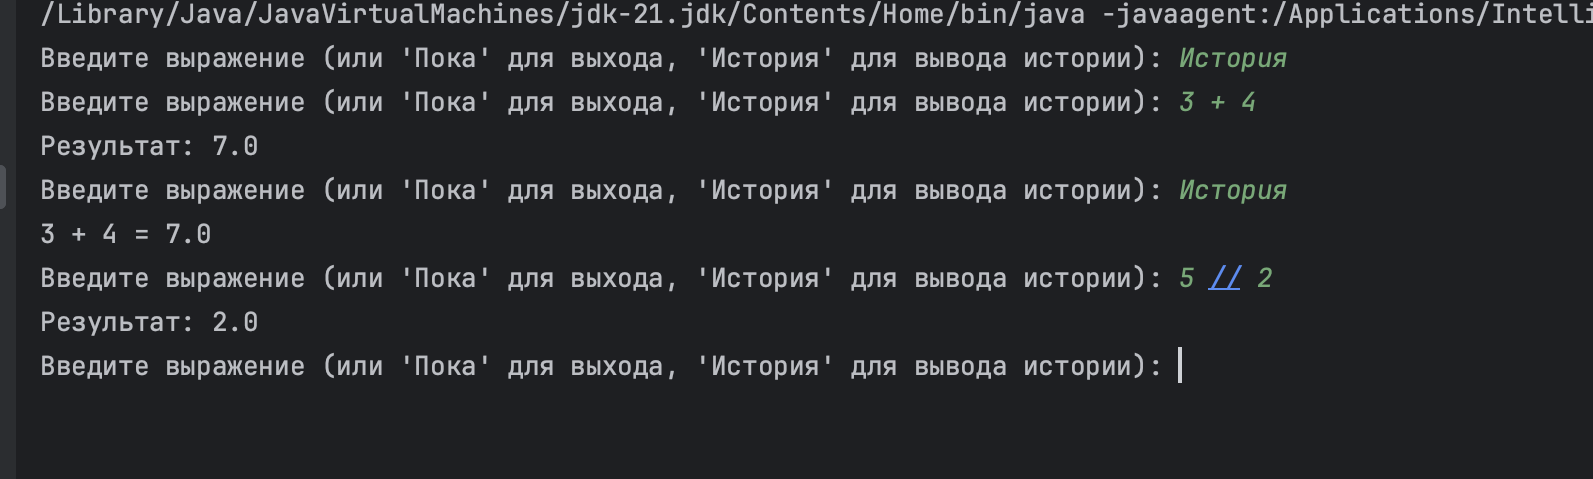 /Library/Java/JavaVirtualMachines/jdk-21.jdk/Contents/Home/bin/java -javaagent:/Applications/Intelli
Введите выражение (или 'Пока' для выхода, 'История' для вывода истории): История
Введите выражение (или 'Пока' для выхода, 'История' для вывода истории): 3 + 4
Результат: 7.0
Введите выражение (или 'Пока' для выхода, 'История' для вывода истории): История
3 + 4 = 7.0
Введите выражение (или 'Пока' для выхода, 'История' для вывода истории): 5 // 2
Результат: 2.0
Введите выражение (или 'Пока' для выхода, 'История' для вывода истории):